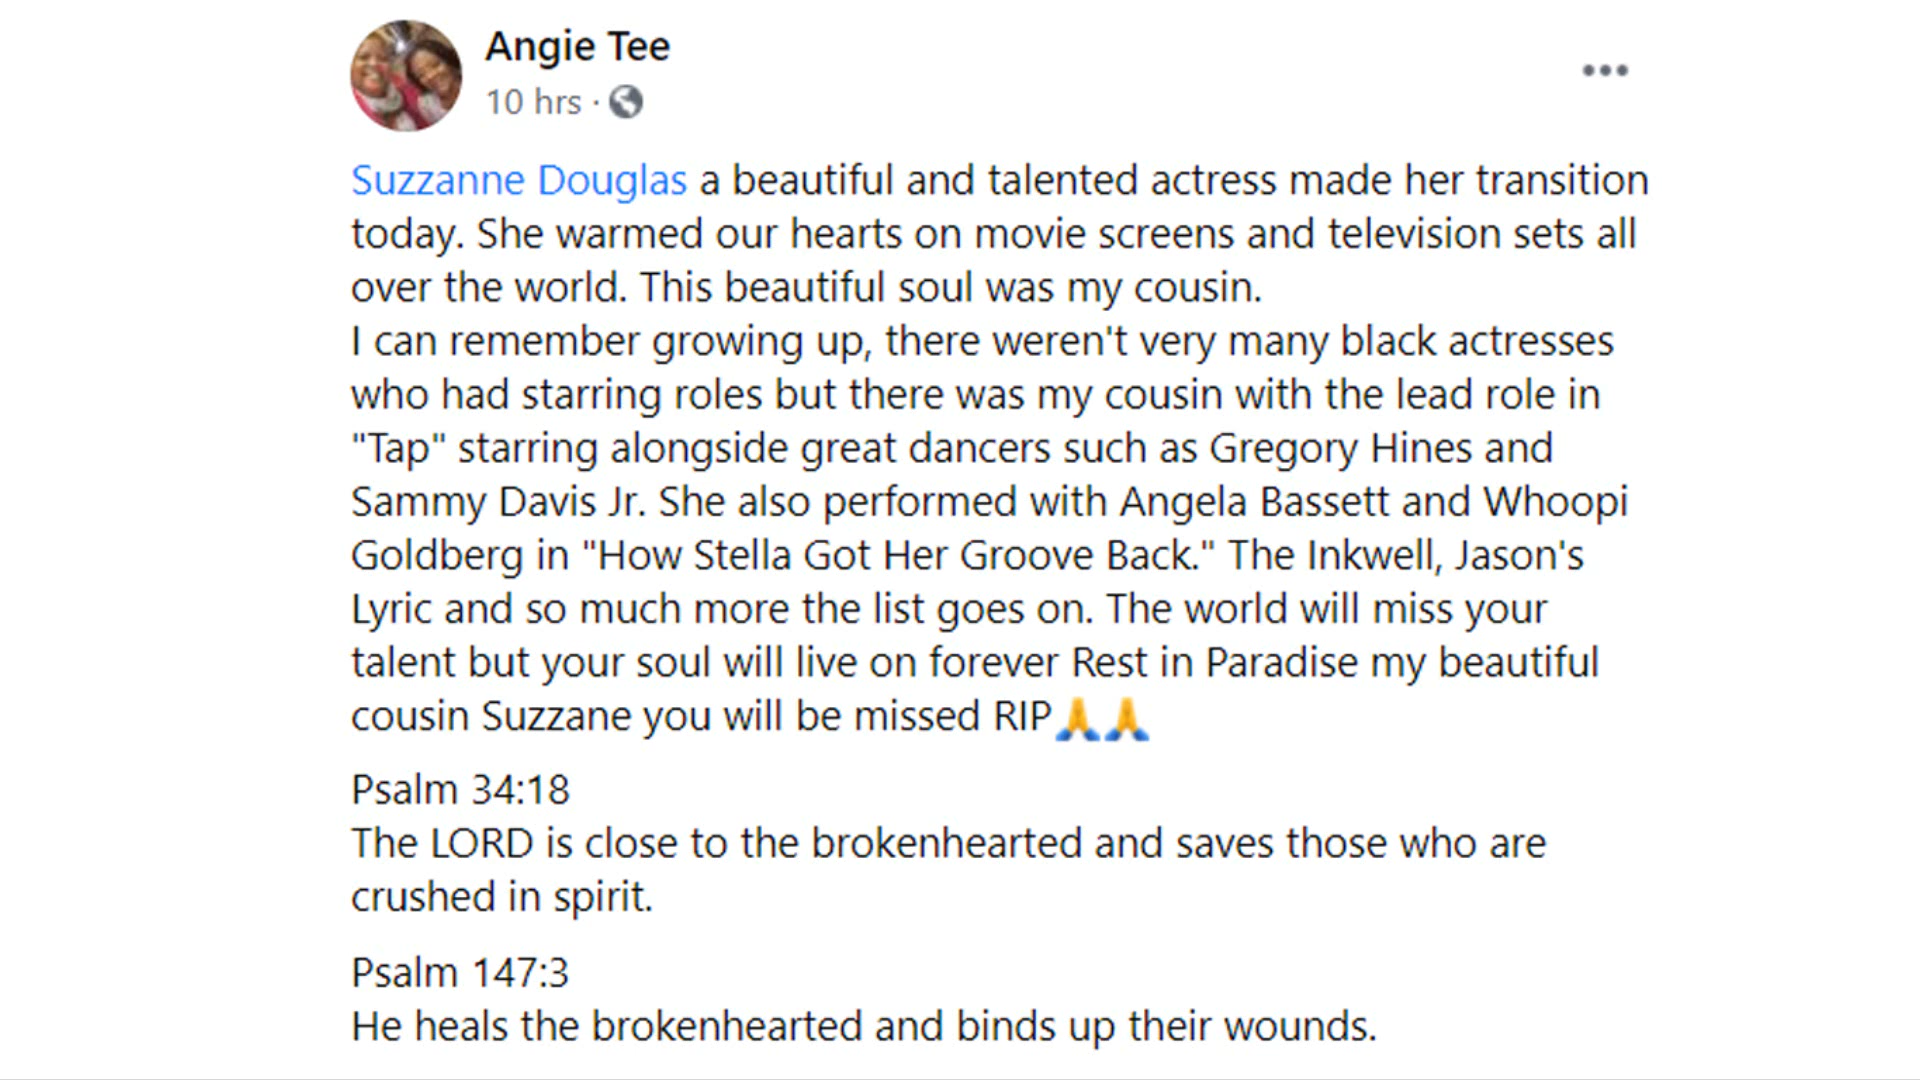 Angie Tee
10 hrs ·
Suzzanne Douglas a beautiful and talented actress made her transition
today. She warmed our hearts on movie screens and television sets all
over the world. This beautiful soul was my cousin.
I can remember growing up, there weren't very many black actresses
who had starring roles but there was my cousin with the lead role in
"Tap" starring alongside great dancers such as Gregory Hines and
Sammy Davis Jr. She also performed with Angela Bassett and Whoopi
Goldberg in "How Stella Got Her Groove Back." The Inkwell, Jason's
Lyric and so much more the list goes on. The world will miss your
talent but your soul will live on forever Rest in Paradise my beautiful
cousin Suzzane you will be missed RIP🙏🙏
Psalm 34:18
The LORD is close to the brokenhearted and saves those who are
crushed in spirit.
Psalm 147:3
He heals the brokenhearted and binds up their wounds.